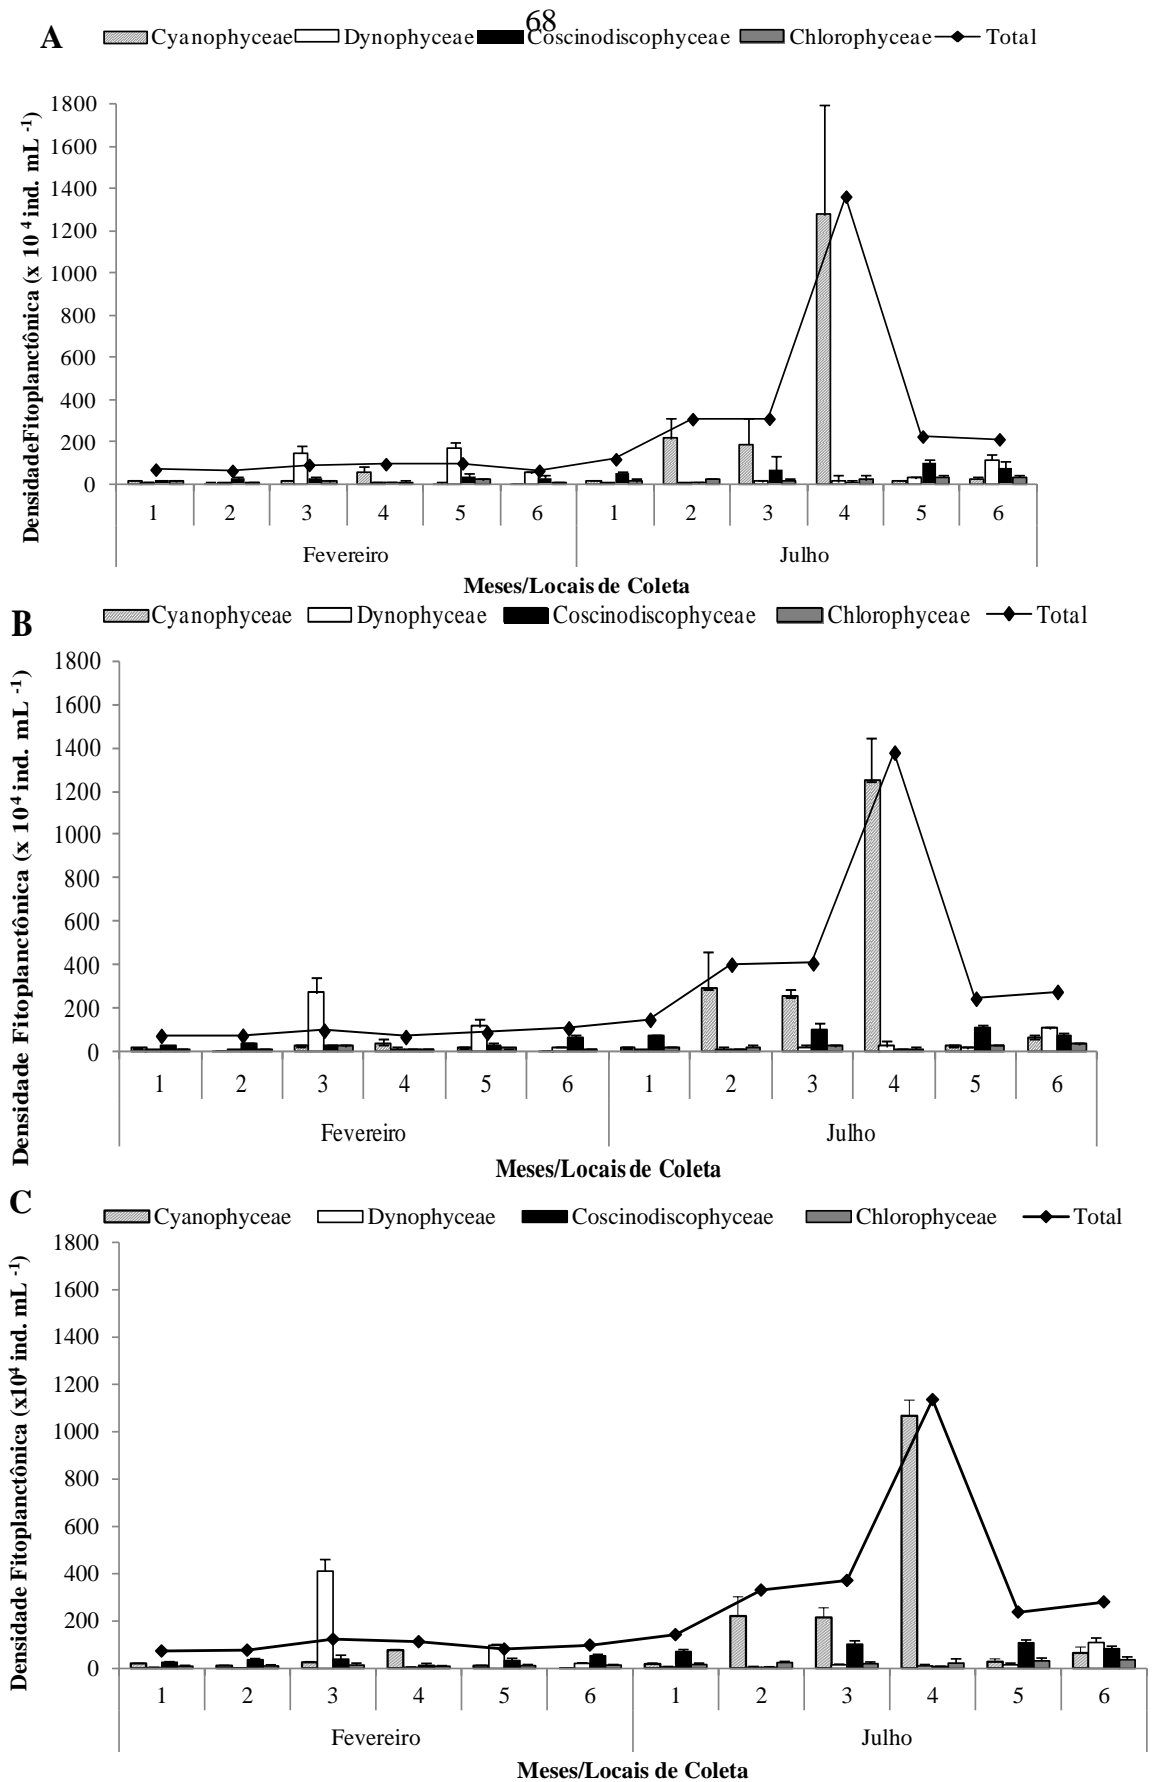 68
A Cyanophyceae Dynophyceae Coscinodiscophyceae Chlorophyceae Total
DensidadeFitoplanctônica (x 10 ⁴ ind. mL ⁻¹)
1800
1600
1400
1200
1000
800
600
400
200
0
1 2 3 4 5 6 1 2 3 4 5 6
Fevereiro Julho
Meses/Locais de Coleta
B Cyanophyceae Dynophyceae Coscinodiscophyceae Chlorophyceae Total
Densidade Fitoplanctônica (x 10⁴ ind. mL ⁻¹)
1800
1600
1400
1200
1000
800
600
400
200
0
1 2 3 4 5 6 1 2 3 4 5 6
Fevereiro Julho
Meses/Locais de Coleta
C Cyanophyceae Dynophyceae Coscinodiscophyceae Chlorophyceae Total
Densidade Fitoplanctônica (x10⁴ ind. mL ⁻¹)
1800
1600
1400
1200
1000
800
600
400
200
0
1 2 3 4 5 6 1 2 3 4 5 6
Fevereiro Julho
Meses/Locais de Coleta